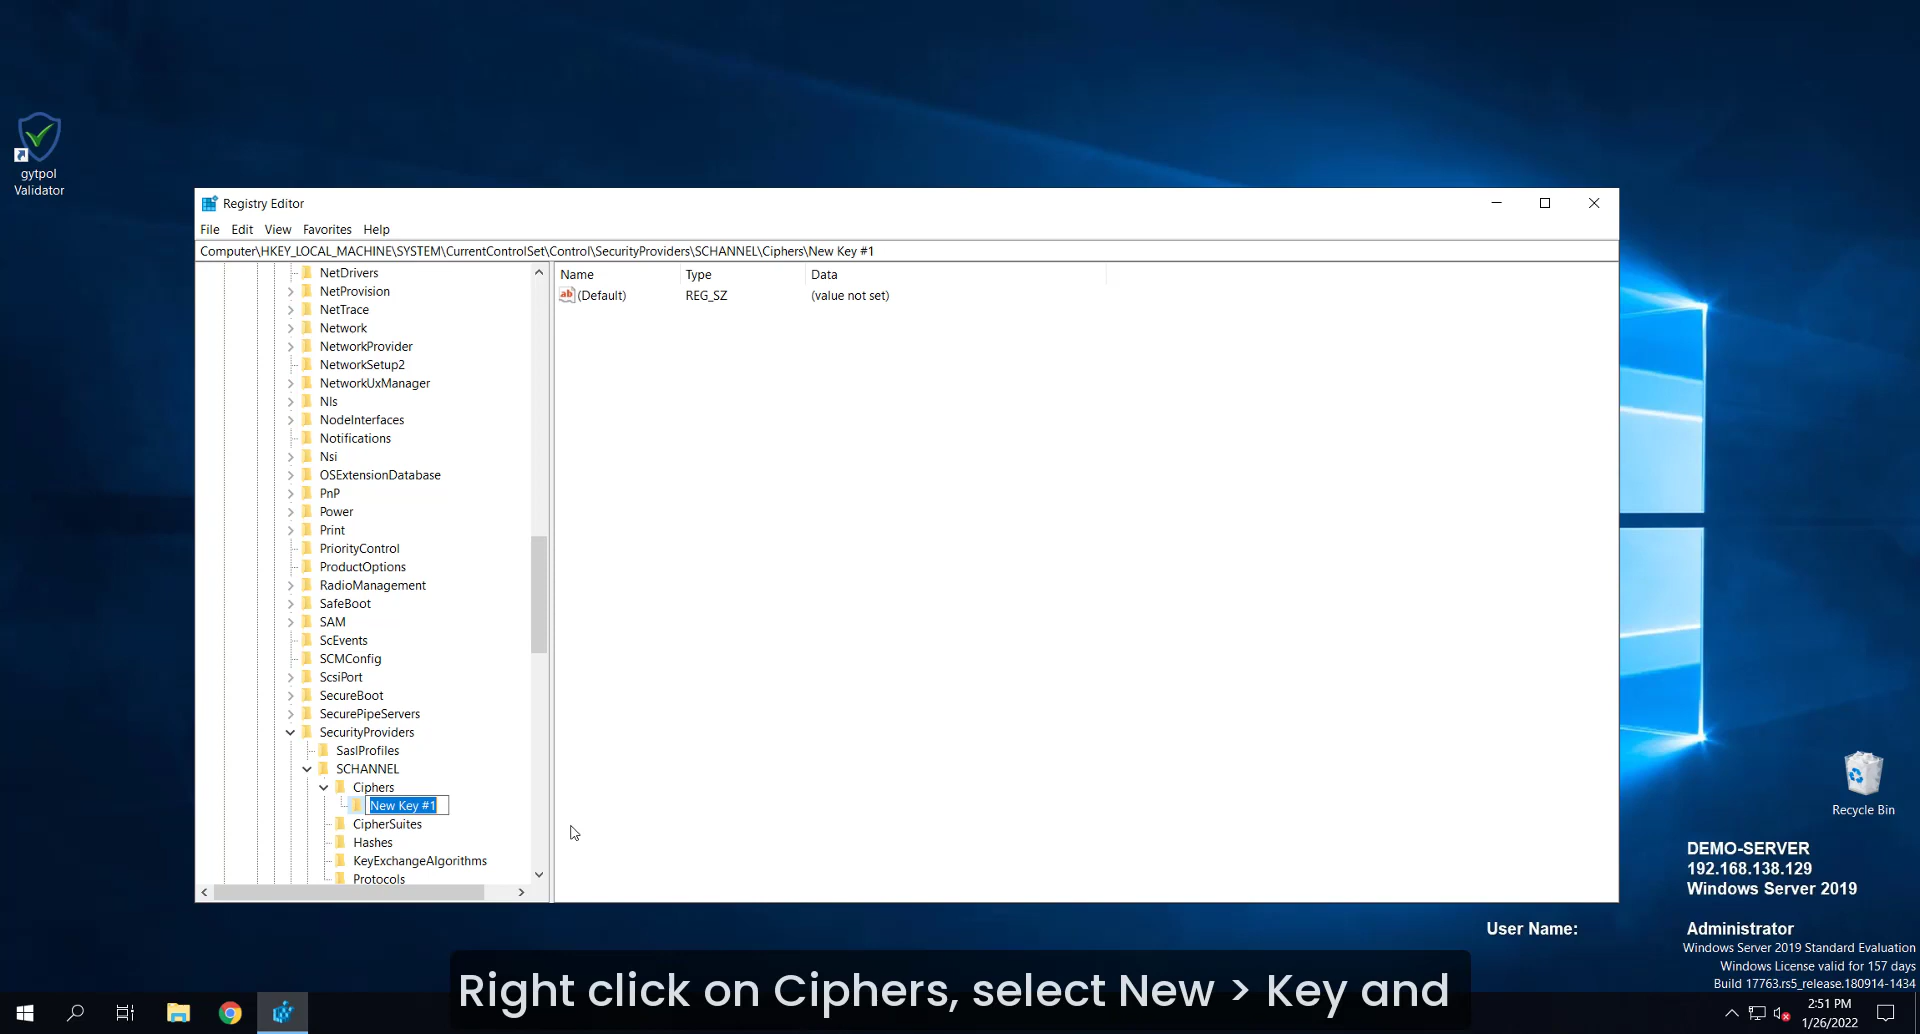 gytpol
Validator
Registry Editor
File Edit View Favorites Help
Computer\HKEY_LOCAL_MACHINE\SYSTEM\CurrentControlSet\Control\SecurityProviders\SCHANNEL\Ciphers\New Key #1
Name Type Data
(Default) REG_SZ (value not set)
NetDrivers
NetProvision
NetTrace
Network
NetworkProvider
NetworkSetup2
NetworkUxManager
Nls
NodeInterfaces
Notifications
Nsi
OSExtensionDatabase
PnP
Power
Print
PriorityControl
ProductOptions
RadioManagement
SafeBoot
SAM
ScEvents
SCMConfig
ScsiPort
SecureBoot
SecurePipeServers
SecurityProviders
SaslProfiles
SCHANNEL
Ciphers
New Key #1
CipherSuites
Hashes
KeyExchangeAlgorithms
Protocols
Recycle Bin
DEMO-SERVER
192.168.138.129
Windows Server 2019
User Name: Administrator
Windows Server 2019 Standard Evaluation
Windows License valid for 157 days
Build 17763.rs5_release.180914-1434
Right click on Ciphers, select New > Key and
2:51 PM
1/26/2022